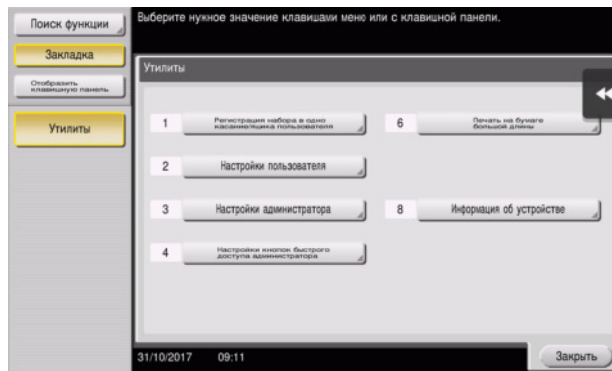 Поиск функции
Выберите нужное значение клавишами меню или с клавишной панели.
Закладка
Отобразить
клавишную панель
Утилиты
Утилиты
1
Регистрация набора в одно
касание/ящика пользователя
6
Печать на бумаге
большой длины
2
Настройки пользователя
3
Настройки администратора
8
Информация об устройстве
4
Настройки кнопок быстрого
доступа администратора
31/10/2017 09:11
Закрыть